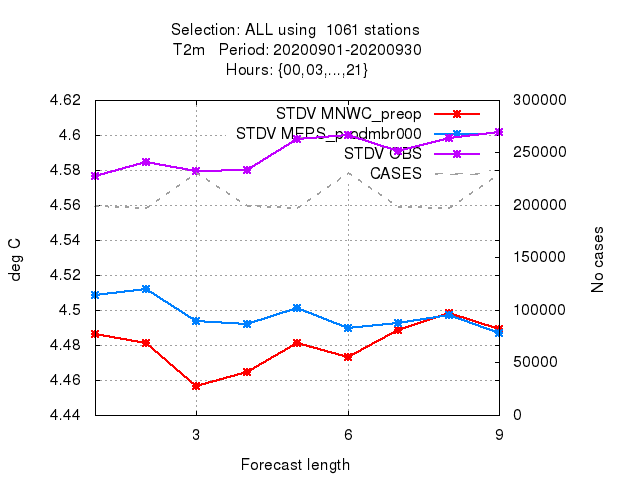 Selection: ALL using 1061 stations
T2m Period: 20200901-20200930
Hours: {00,03,...,21}
STDV MNWC_preop
STDV MEPS_prodmbr000
STDV OBS
CASES
4.62
4.6
4.58
4.56
4.54
4.52
4.5
4.48
4.46
4.44
300000
250000
200000
150000
100000
50000
0
deg C
No cases
3
6
9
Forecast length